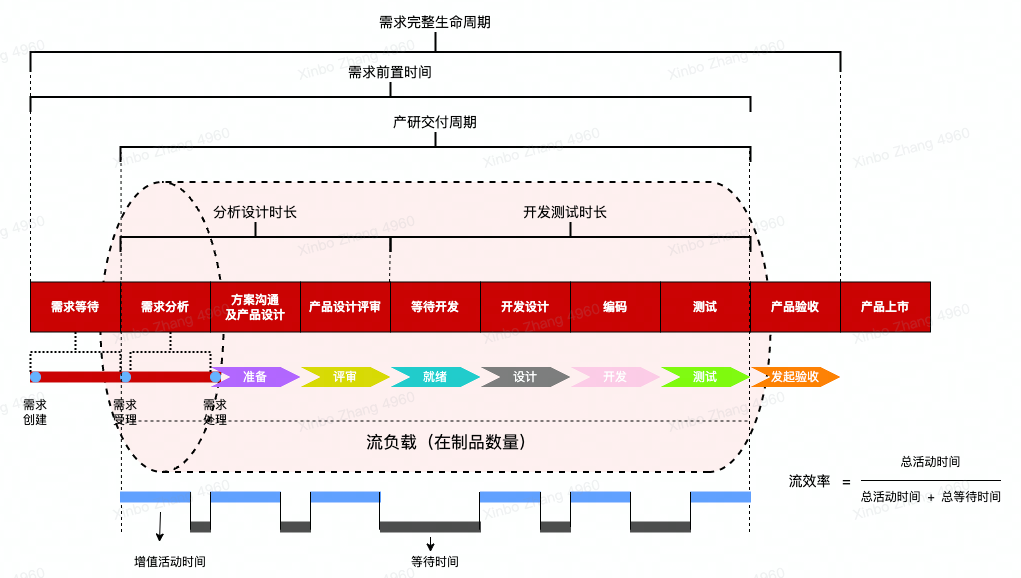 需求完整生命周期
需求前置时间
产研交付周期
分析设计时长
开发测试时长
需求等待
需求分析
方案沟通
及产品设计
产品设计评审
等待开发
开发设计
编码
测试
产品验收
产品上市
准备
评审
就绪
设计
开发
测试
发起验收
需求
创建
需求
受理
需求
处理
流负载（在制品数量）
流效率 =
总活动时间
总活动时间 + 总等待时间
增值活动时间
等待时间
Xinbo Zhang 4960